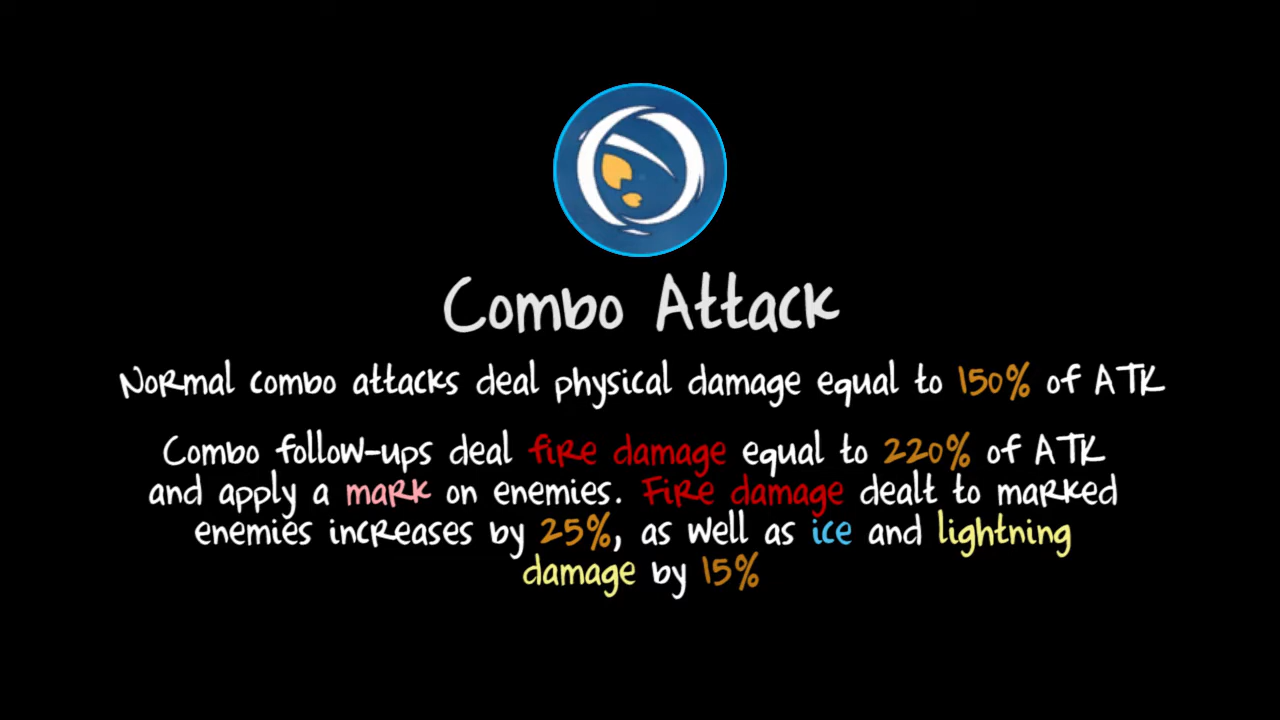 Combo Attack
Normal combo attacks deal physical damage equal to 150% of ATK
Combo follow-ups deal fire damage equal to 220% of ATK
and apply a mark on enemies. Fire damage dealt to marked
enemies increases by 25%, as well as ice and lightning
damage by 15%